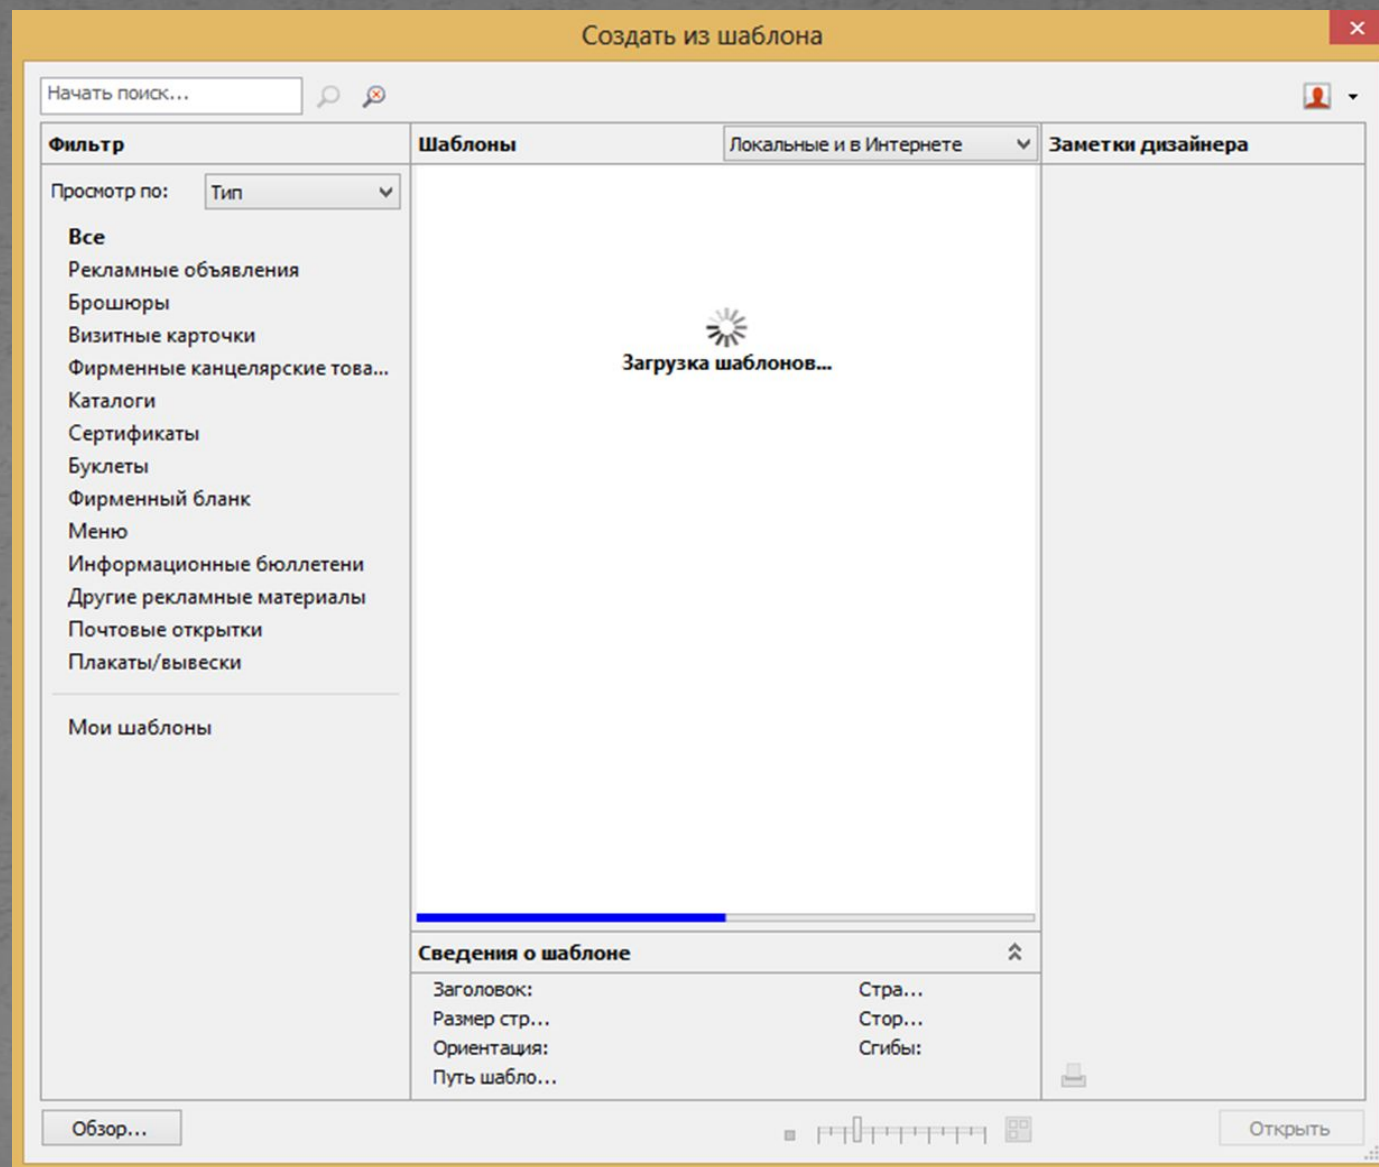 Создать из шаблона
Начать поиск...
Фильтр
Просмотр по: Тип
Все
Рекламные объявления
Брошюры
Визитные карточки
Фирменные канцелярские това...
Каталоги
Сертификаты
Буклеты
Фирменный бланк
Меню
Информационные бюллетени
Другие рекламные материалы
Почтовые открытки
Плакаты/вывески
Мои шаблоны
Шаблоны
Локальные и в Интернете
Загрузка шаблонов...
Сведения о шаблоне
Заголовок:
Размер стр...
Ориентация:
Путь шабло...
Стра...
Стор...
Сгибы:
Заметки дизайнера
Обзор...
Открыть